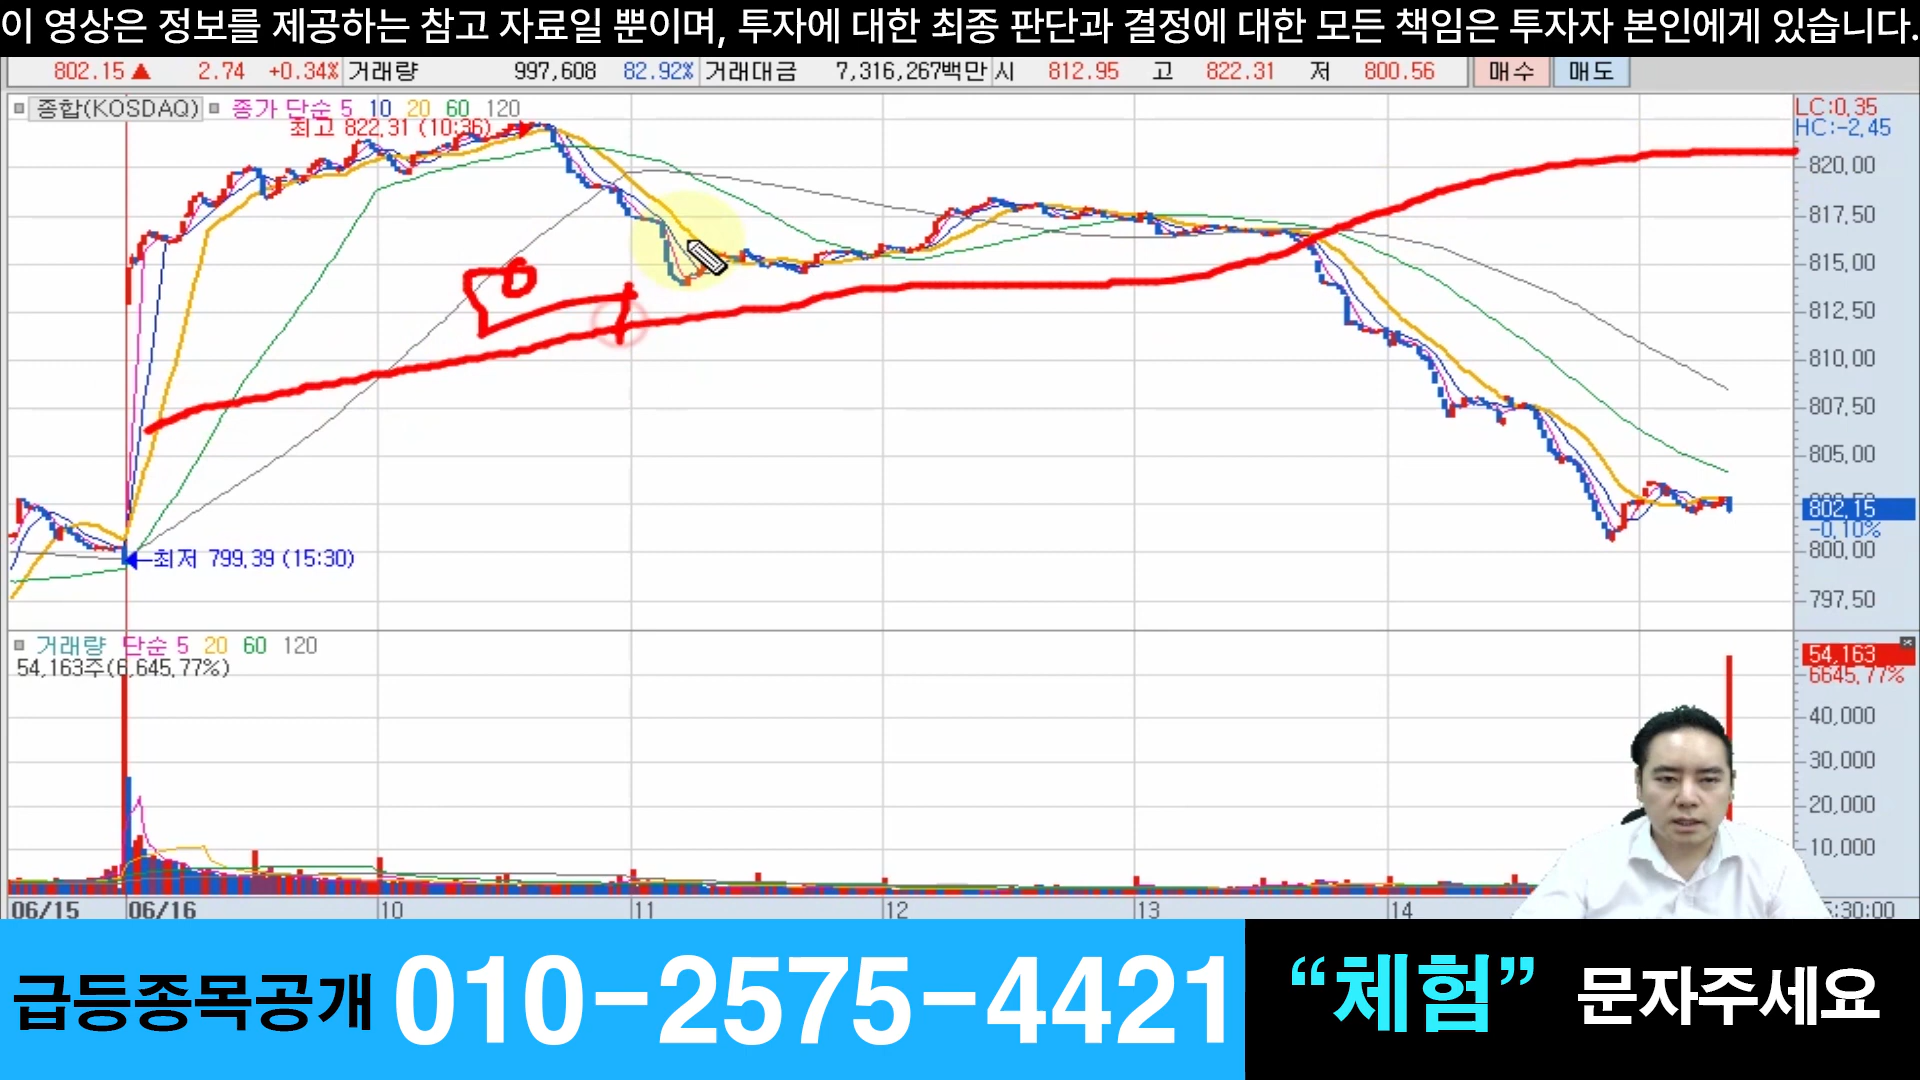 이 영상은 정보를 제공하는 참고 자료일 뿐이며, 투자에 대한 최종 판단과 결정에 대한 모든 책임은 투자자 본인에게 있습니다.
802.15 ▲ 2.74 +0.34% 거래량 997,608 82.92% 거래대금 7,316,267백만 시 812.95 고 822.31 저 800.56 매수 매도
종합(KOSDAQ) 종가 단순 5 10 20 60 120
최고 822,31 (10:36)
LC:0,35
HC:-2,45
820,00
817,50
815,00
812,50
810,00
807,50
805,00
802,15
-0,10%
800,00
797,50
최저 799,39 (15:30)
거래량 단순 5 20 60 120
54,163주(6,645,77%)
54,163
6645,77%
40,000
30,000
20,000
10,000
06/15 06/16 10 11 12 13 14 5:30:00
급등종목공개 010-2575-4421 “체험” 문자주세요